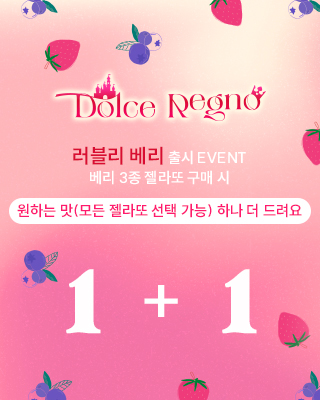 Dolce Regno
러블리 베리 출시 EVENT
베리 3종 젤라또 구매 시
원하는 맛(모든 젤라또 선택 가능) 하나 더 드려요
1 + 1